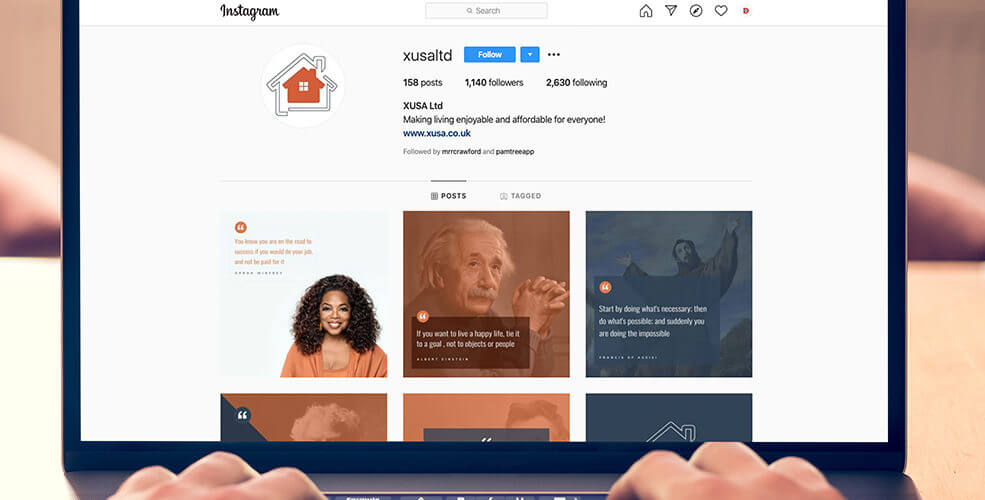 Instagram
Search
xusaltd
Follow
158 posts 1,140 followers 2,630 following
XUSA Ltd
Making living enjoyable and affordable for everyone!
www.xusa.co.uk
Followed by mrrcrawford and pamtreeapp
POSTS TAGGED
“
You know you are on the road to
success if you would do your job,
and not be paid for it
OPRAH WINFREY
“
If you want to live a happy life, tie it
to a goal , not to objects or people
ALBERT EINSTEIN
“
Start by doing what's necessary; then
do what's possible; and suddenly you
are doing the impossible
FRANCIS OF ASSISI
“
“